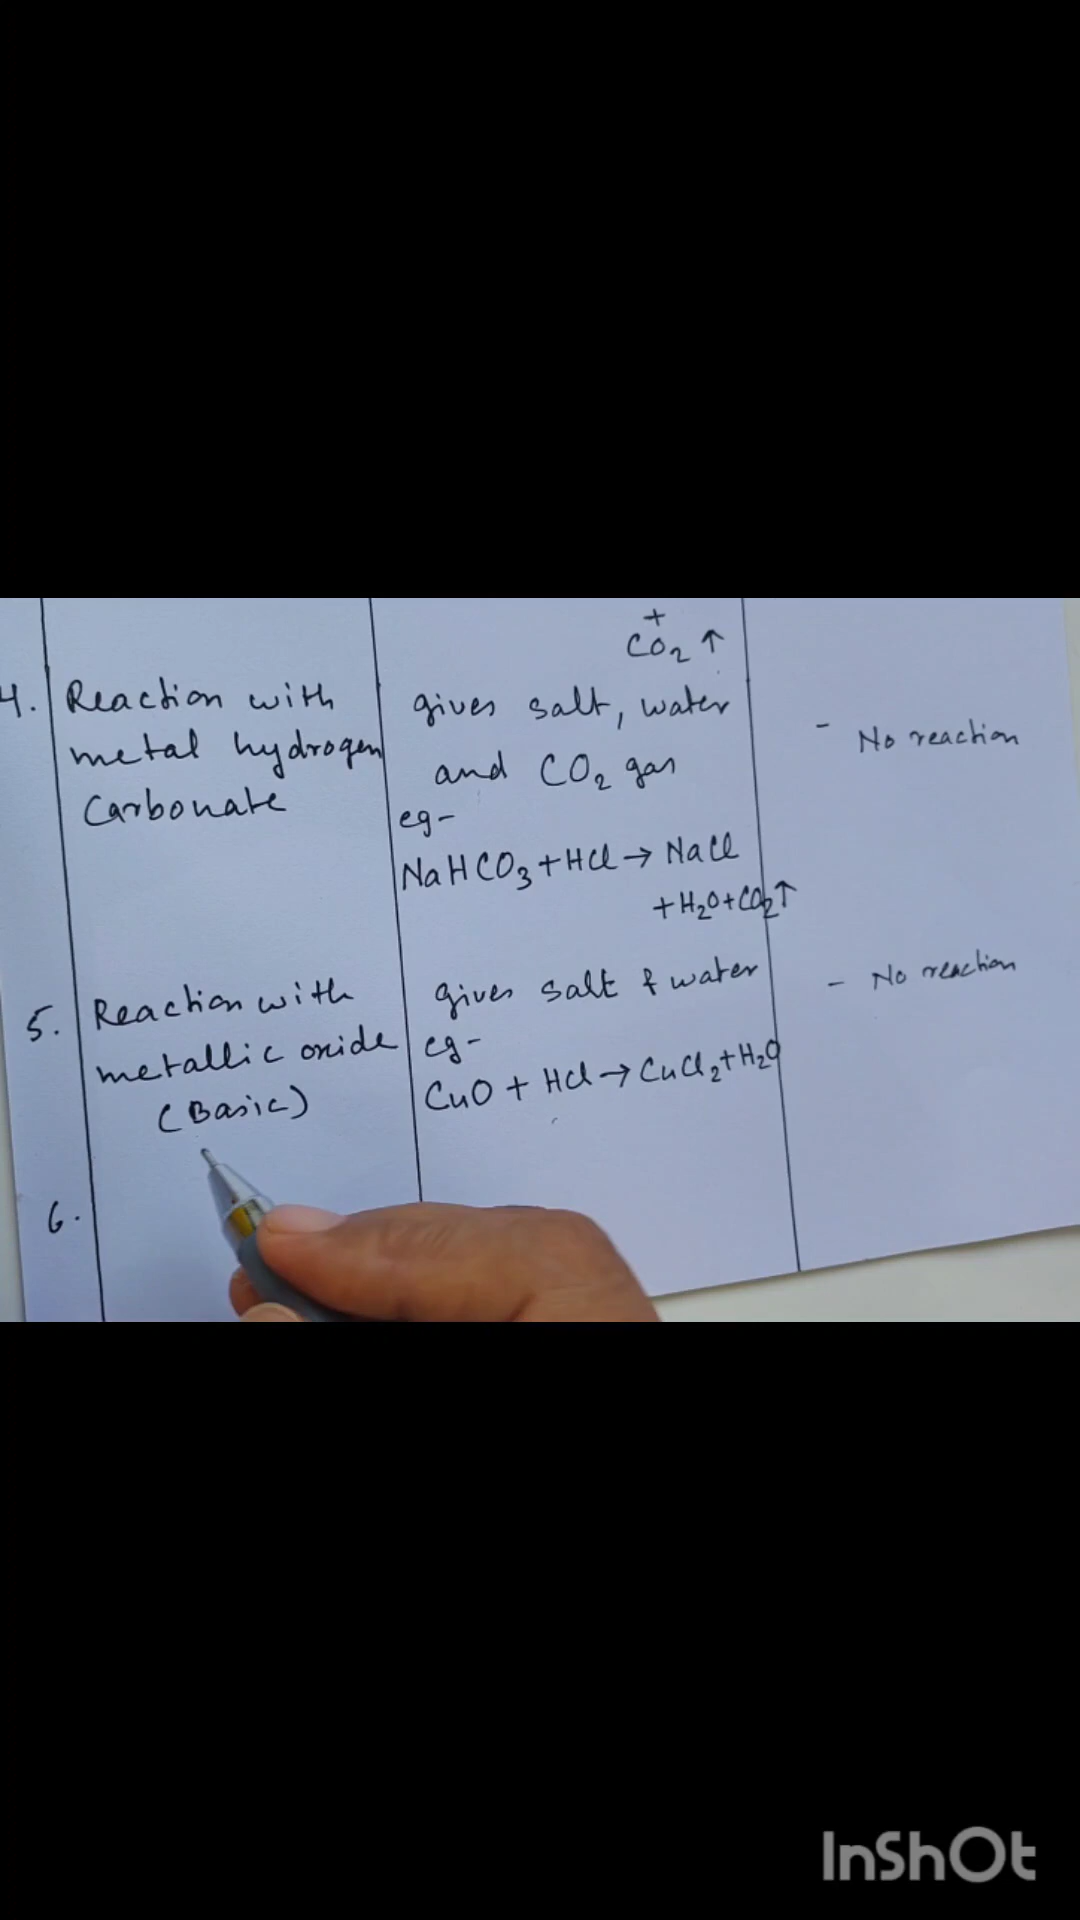 +
CO₂ ↑
4. Reaction with
metal hydrogen
Carbonate
gives salt, water
and CO₂ gas
eg-
NaHCO₃ + HCl → NaCl
+ H₂O + CO₂↑
- No reaction
5. Reaction with
metallic oxide
(Basic)
gives salt & water
eg-
CuO + HCl → CuCl₂ + H₂O
- No reaction
6.
InShOt